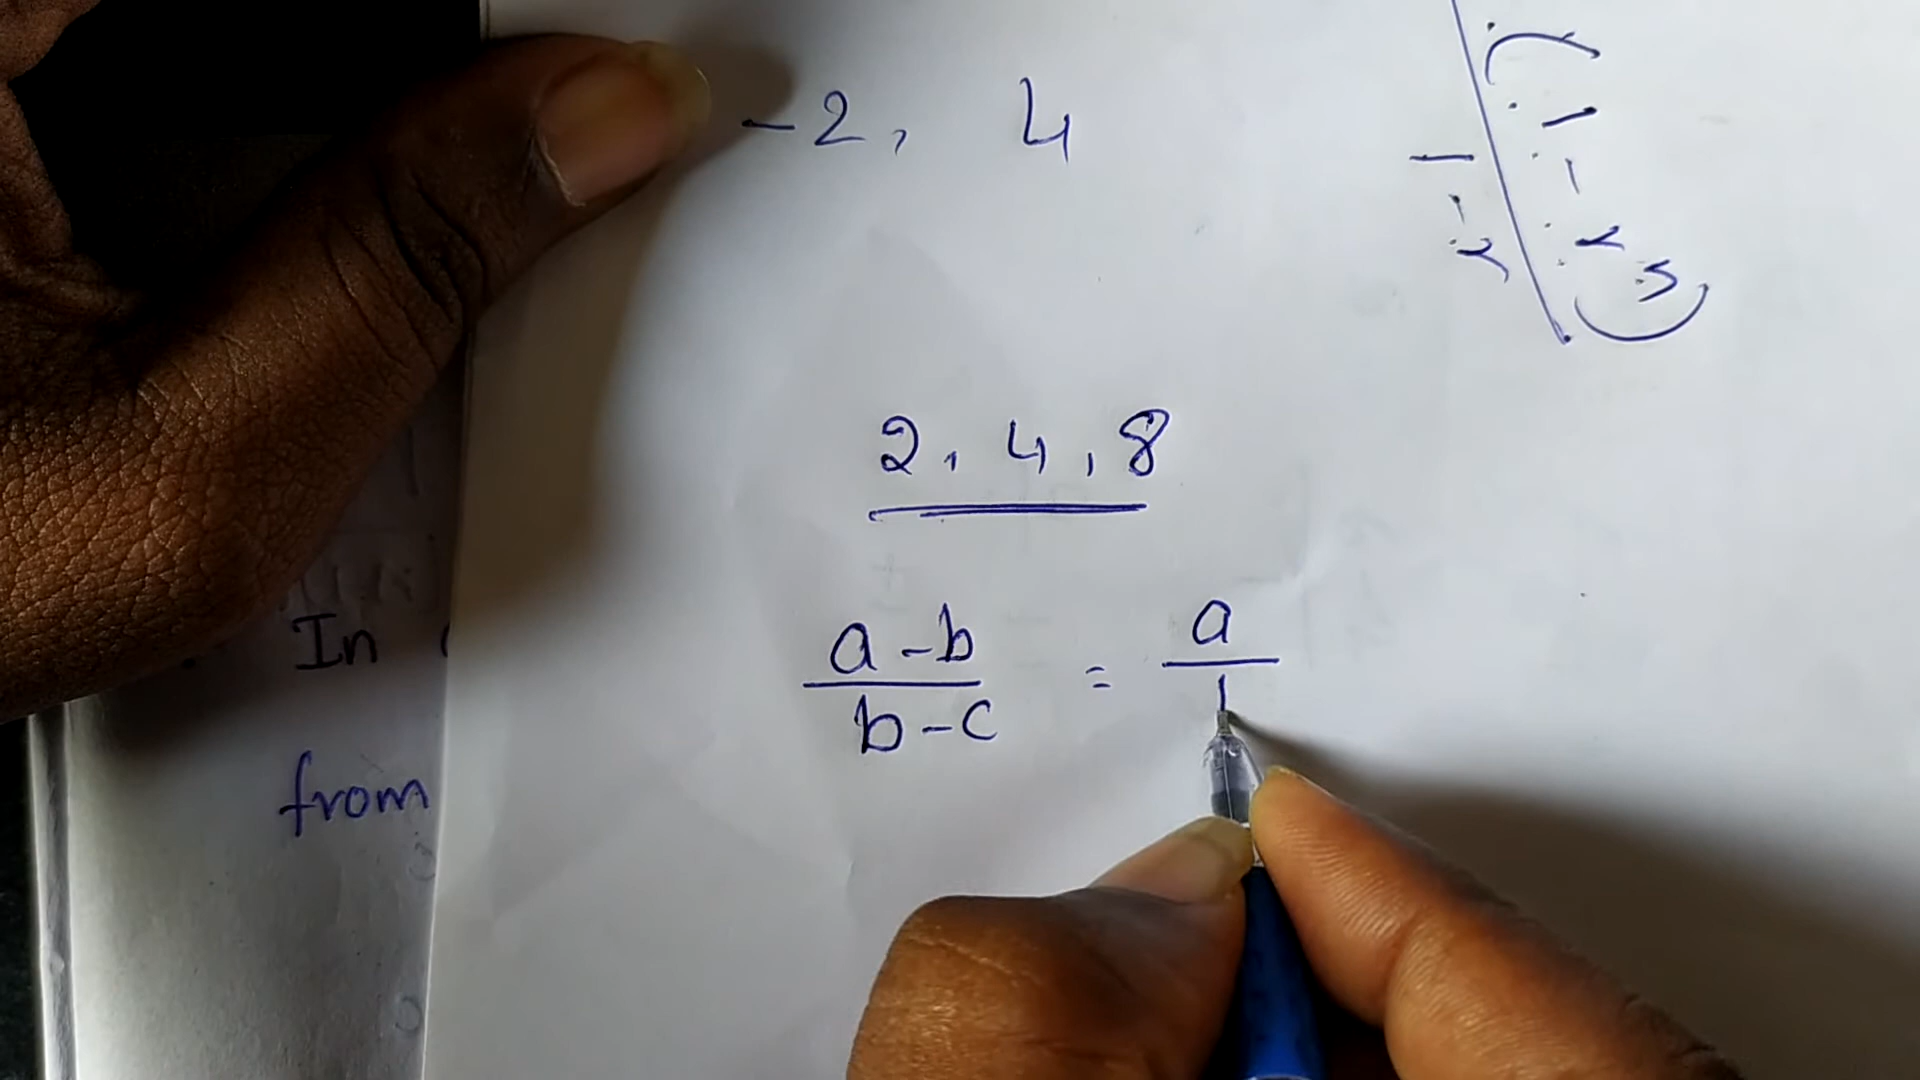 -2, 4
2, 4, 8
a-b
b-c
=
a
In
from